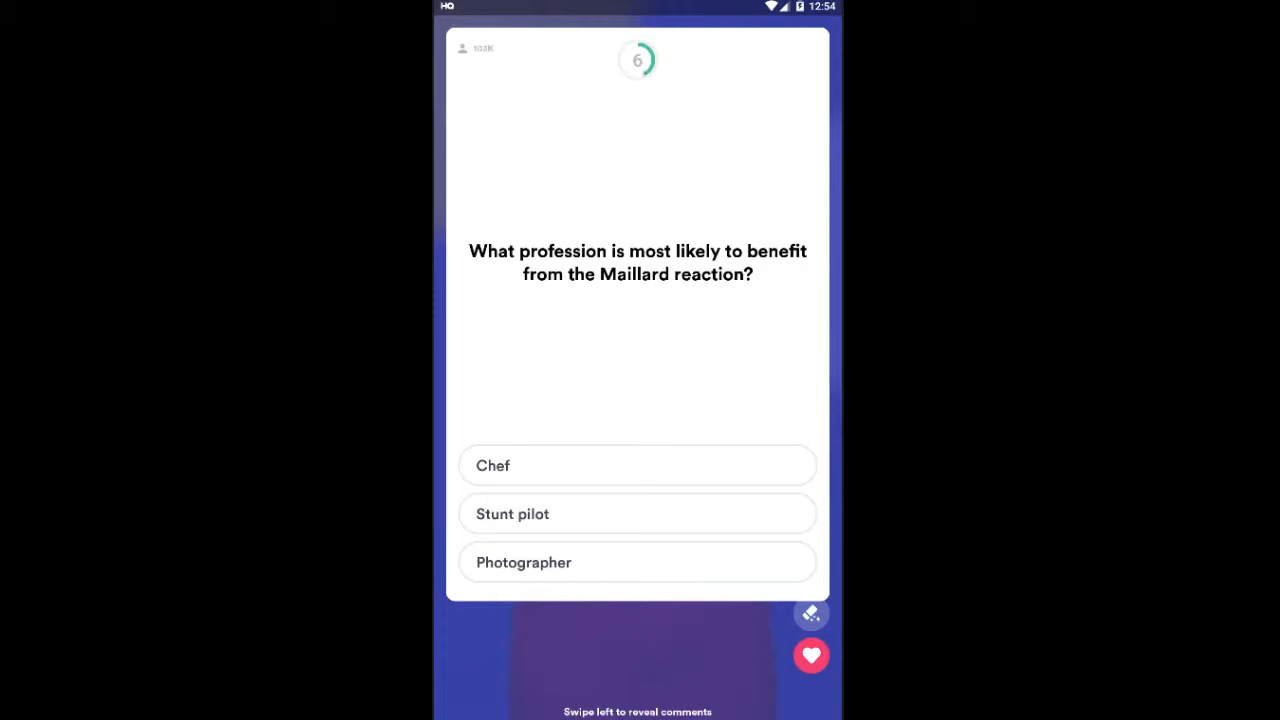 HQ 12:54
103K
6
What profession is most likely to benefit
from the Maillard reaction?
Chef
Stunt pilot
Photographer
Swipe left to reveal comments